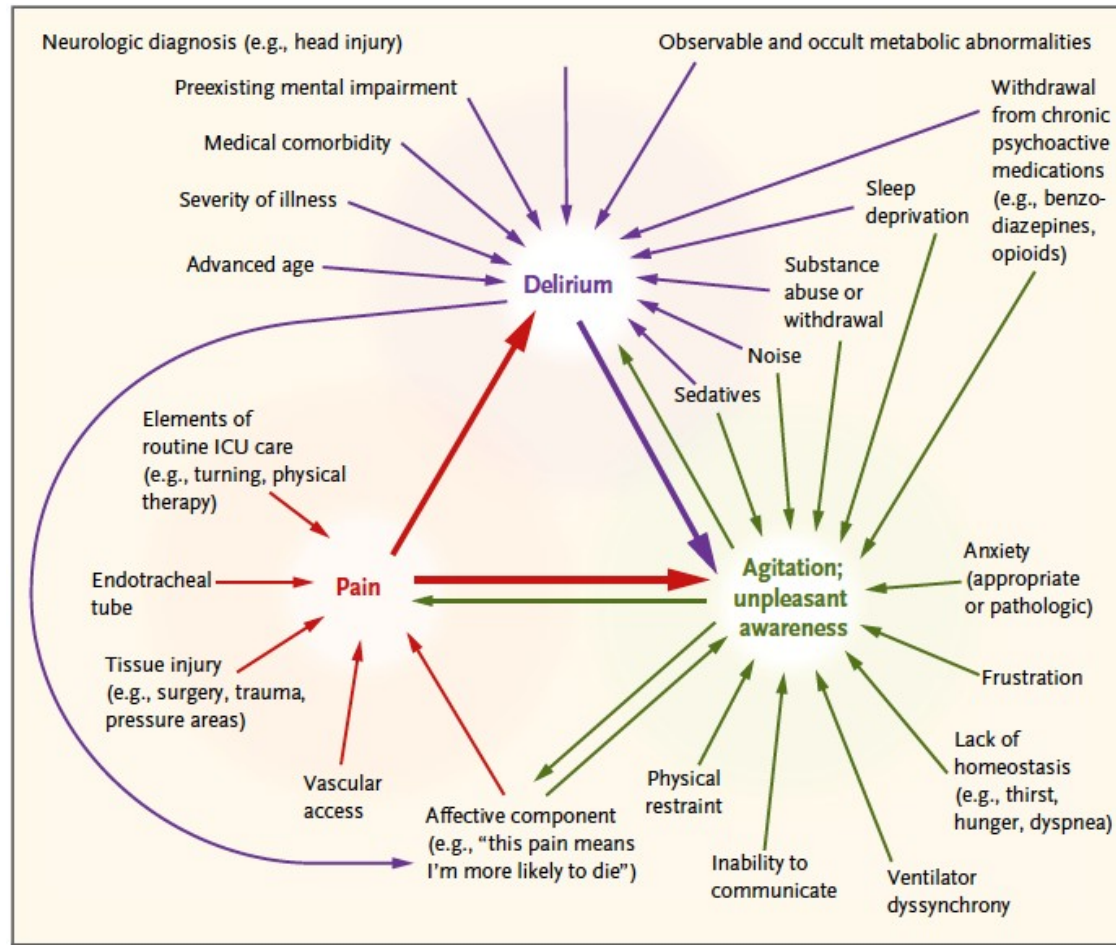 Neurologic diagnosis (e.g., head injury)
Observable and occult metabolic abnormalities
Preexisting mental impairment
Withdrawal
from chronic
psychoactive
medications
(e.g., benzo-
diazepines,
opioids)
Medical comorbidity
Severity of illness
Sleep
deprivation
Advanced age
Delirium
Substance
abuse or
withdrawal
Noise
Sedatives
Elements of
routine ICU care
(e.g., turning, physical
therapy)
Endotracheal
tube
Pain
Agitation;
unpleasant
awareness
Anxiety
(appropriate
or pathologic)
Tissue injury
(e.g., surgery, trauma,
pressure areas)
Frustration
Vascular
access
Affective component
(e.g., “this pain means
I’m more likely to die”)
Physical
restraint
Lack of
homeostasis
(e.g., thirst,
hunger, dyspnea)
Inability to
communicate
Ventilator
dyssynchrony